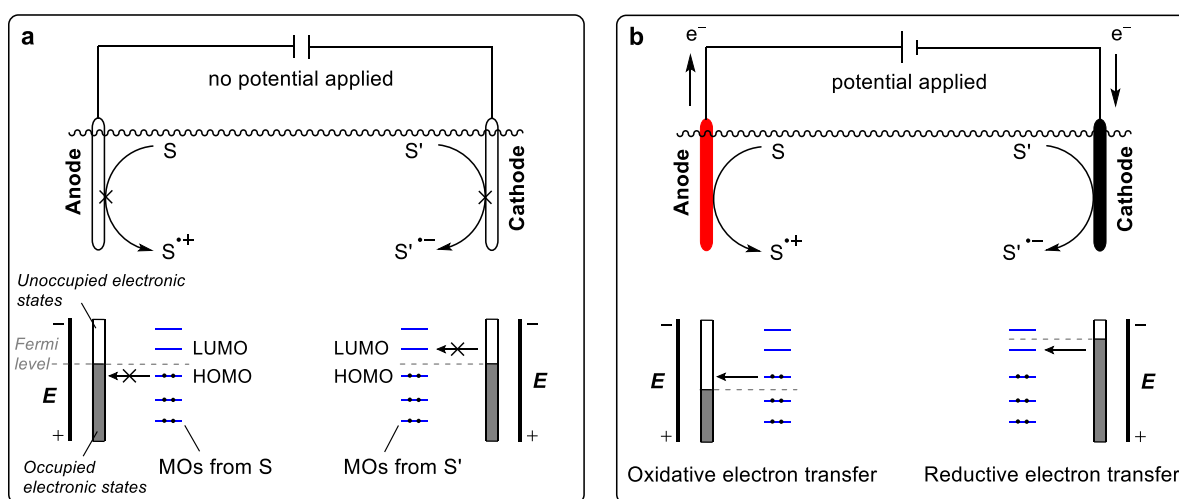 a
no potential applied
Anode
S
S•+
S'
S'•−
Cathode
Unoccupied electronic
states
Fermi
level
−
E
+
LUMO
HOMO
LUMO
HOMO
−
E
+
Occupied
electronic states
MOs from S
MOs from S'
b
e−
e−
potential applied
Anode
S
S•+
S'
S'•−
Cathode
−
E
+
−
E
+
Oxidative electron transfer
Reductive electron transfer